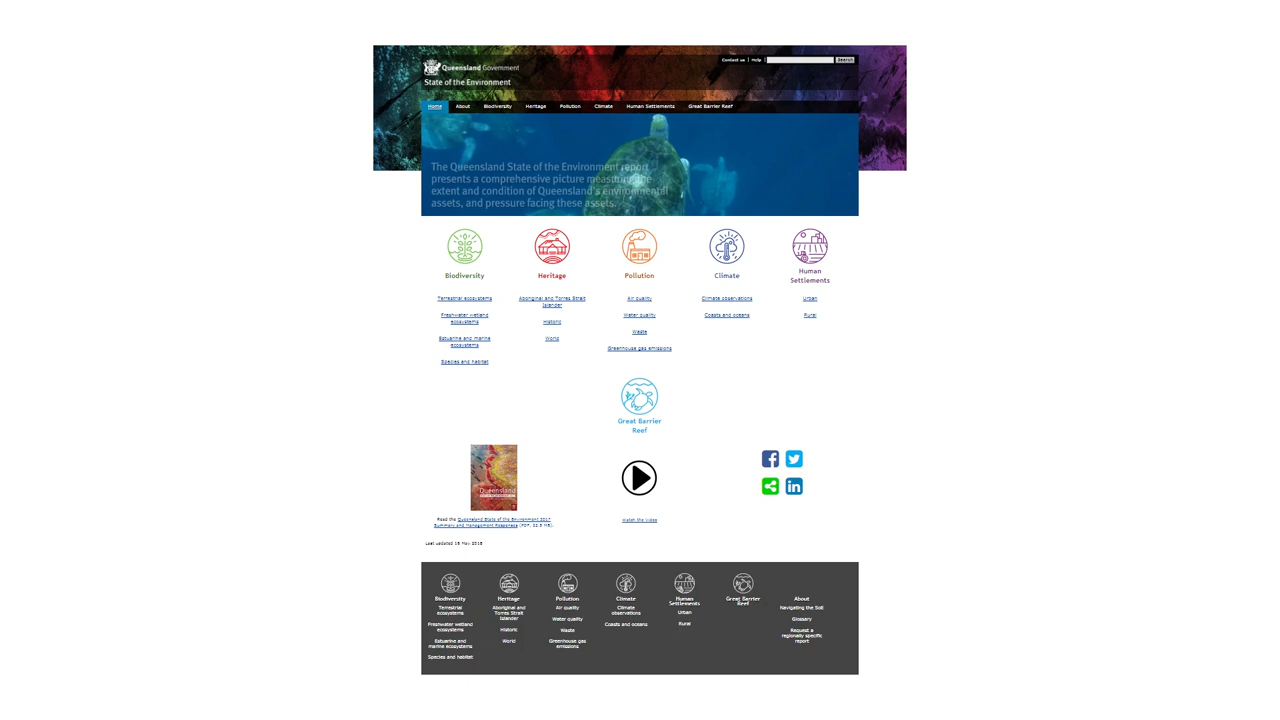 Contact us | Help | Search
Queensland Government
State of the Environment
Home About Biodiversity Heritage Pollution Climate Human Settlements Great Barrier Reef
The Queensland State of the Environment report
presents a comprehensive picture measuring the
extent and condition of Queensland's environmental
assets, and pressure facing these assets.
Biodiversity
Terrestrial ecosystems
Freshwater wetland
ecosystems
Estuarine and marine
ecosystems
Species and habitat
Heritage
Aboriginal and Torres Strait
Islander
Historic
World
Pollution
Air quality
Water quality
Waste
Greenhouse gas emissions
Climate
Climate observations
Coasts and oceans
Human
Settlements
Urban
Rural
Great Barrier
Reef
Queensland
Read the Queensland State of the Environment 2017
Summary and Management Response (PDF, 22.5 MB).
Watch the video
Last updated 16 May 2018
Biodiversity
Terrestrial
ecosystems
Freshwater wetland
ecosystems
Estuarine and
marine ecosystems
Species and habitat
Heritage
Aboriginal and
Torres Strait
Islander
Historic
World
Pollution
Air quality
Water quality
Waste
Greenhouse gas
emissions
Climate
Climate
observations
Coasts and oceans
Human
Settlements
Urban
Rural
Great Barrier
Reef
About
Navigating the SoE
Glossary
Request a
regionally specific
report